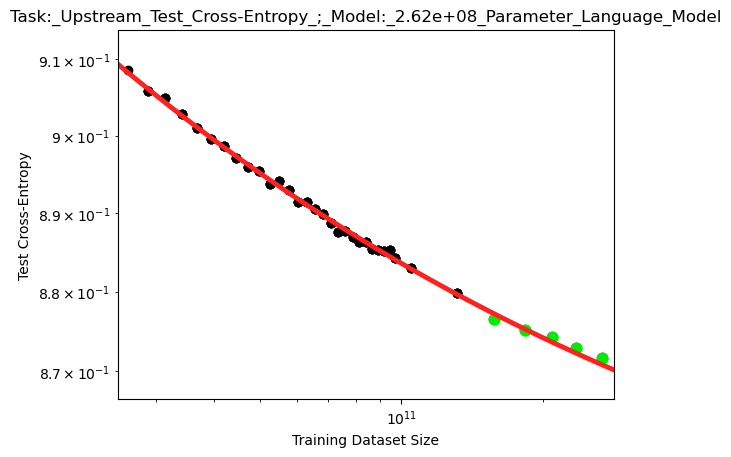 Task:_Upstream_Test_Cross-Entropy_;_Model:_2.62e+08_Parameter_Language_Model
9.1 × 10⁻¹
9 × 10⁻¹
8.9 × 10⁻¹
8.8 × 10⁻¹
8.7 × 10⁻¹
Test Cross-Entropy
10¹¹
Training Dataset Size